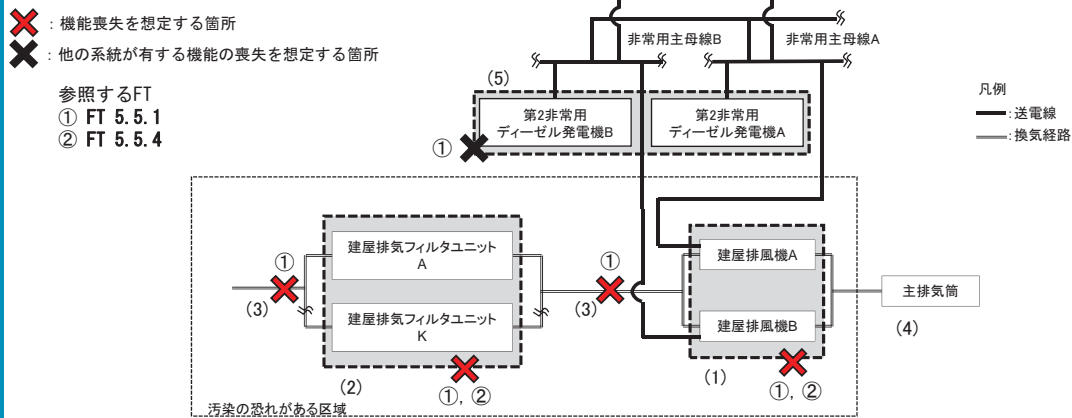 ：機能喪失を想定する箇所
：他の系統が有する機能の喪失を想定する箇所
参照するFT
① FT 5.5.1
② FT 5.5.4
非常用主母線B
非常用主母線A
(5)
第2非常用
ディーゼル発電機B
第2非常用
ディーゼル発電機A
①
凡例
：送電線
：換気経路
建屋排気フィルタユニット
A
建屋排気フィルタユニット
K
①
(3)
(2)
①, ②
①
(3)
建屋排風機A
建屋排風機B
(1)
①, ②
主排気筒
(4)
汚染の恐れがある区域